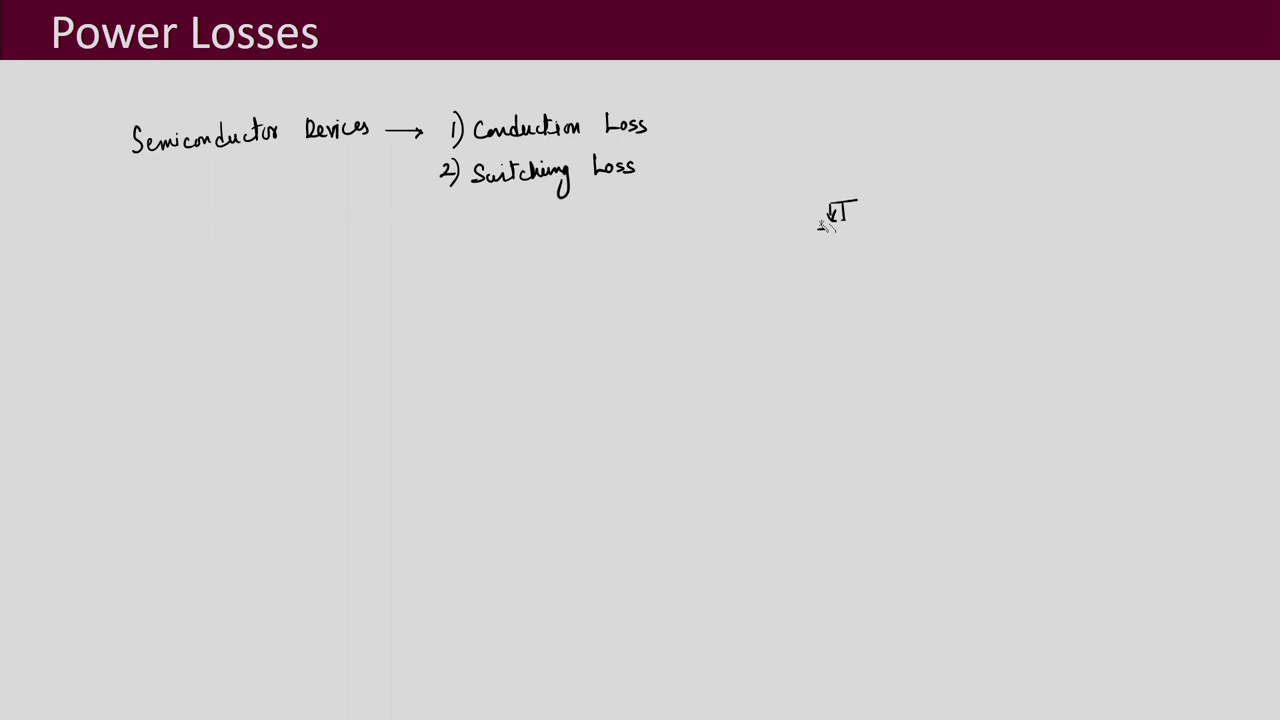 Power Losses
Semiconductor Devices → 1) Conduction Loss
2) Switching Loss